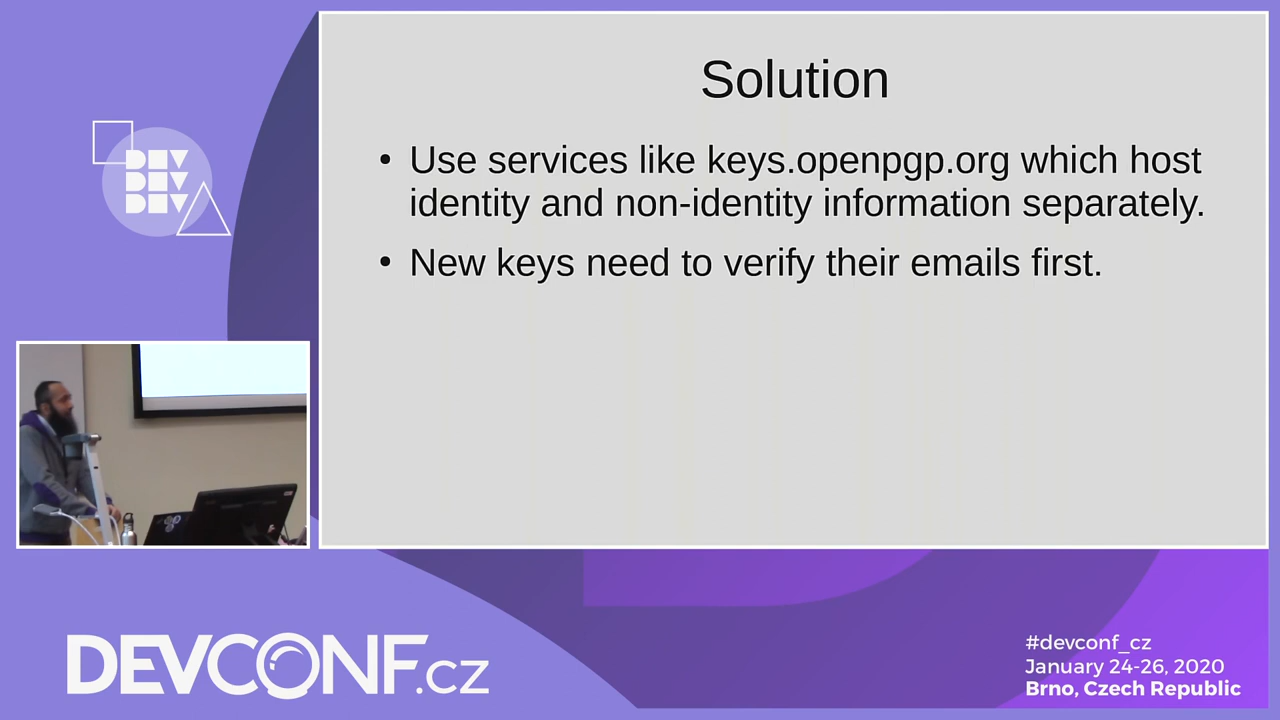 DEV
DEV
DEV
Solution
• Use services like keys.openpgp.org which host
identity and non-identity information separately.
• New keys need to verify their emails first.
DEVCONF.cz
#devconf_cz
January 24-26, 2020
Brno, Czech Republic